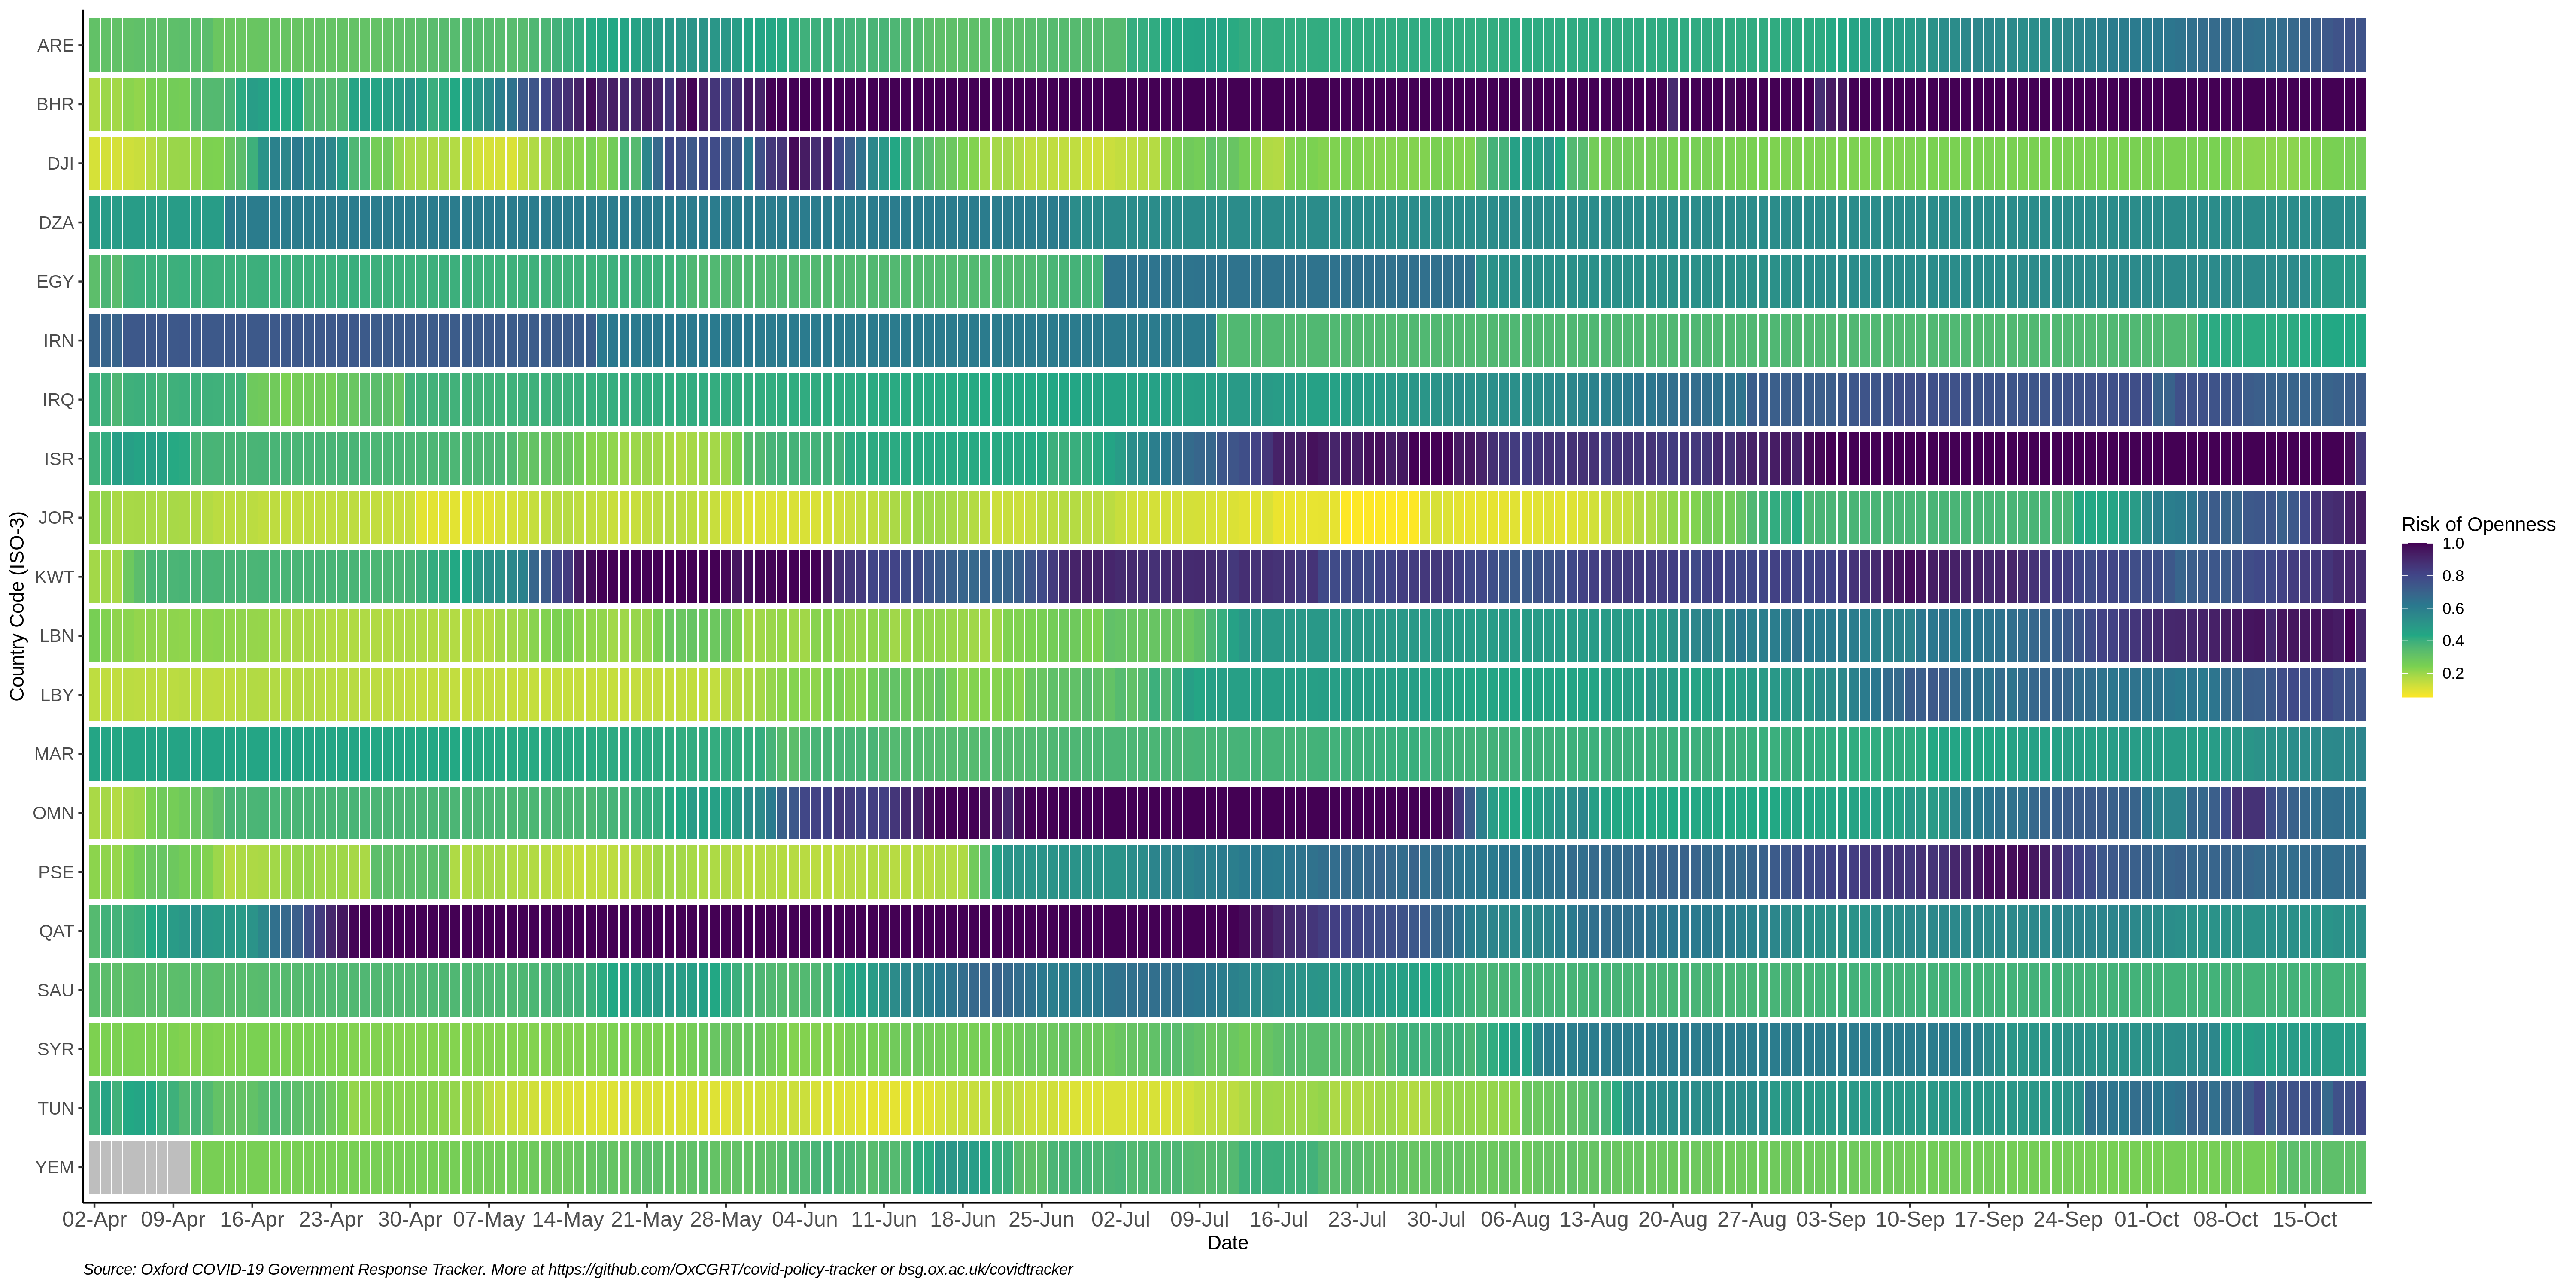 ARE
BHR
DJI
DZA
EGY
IRN
IRQ
ISR
JOR
KWT
LBN
LBY
MAR
OMN
PSE
QAT
SAU
SYR
TUN
YEM
Country Code (ISO-3)
02-Apr 09-Apr 16-Apr 23-Apr 30-Apr 07-May 14-May 21-May 28-May 04-Jun 11-Jun 18-Jun 25-Jun 02-Jul 09-Jul 16-Jul 23-Jul 30-Jul 06-Aug 13-Aug 20-Aug 27-Aug 03-Sep 10-Sep 17-Sep 24-Sep 01-Oct 08-Oct 15-Oct
Date
Risk of Openness
1.0
0.8
0.6
0.4
0.2
Source: Oxford COVID-19 Government Response Tracker. More at https://github.com/OxCGRT/covid-policy-tracker or bsg.ox.ac.uk/covidtracker